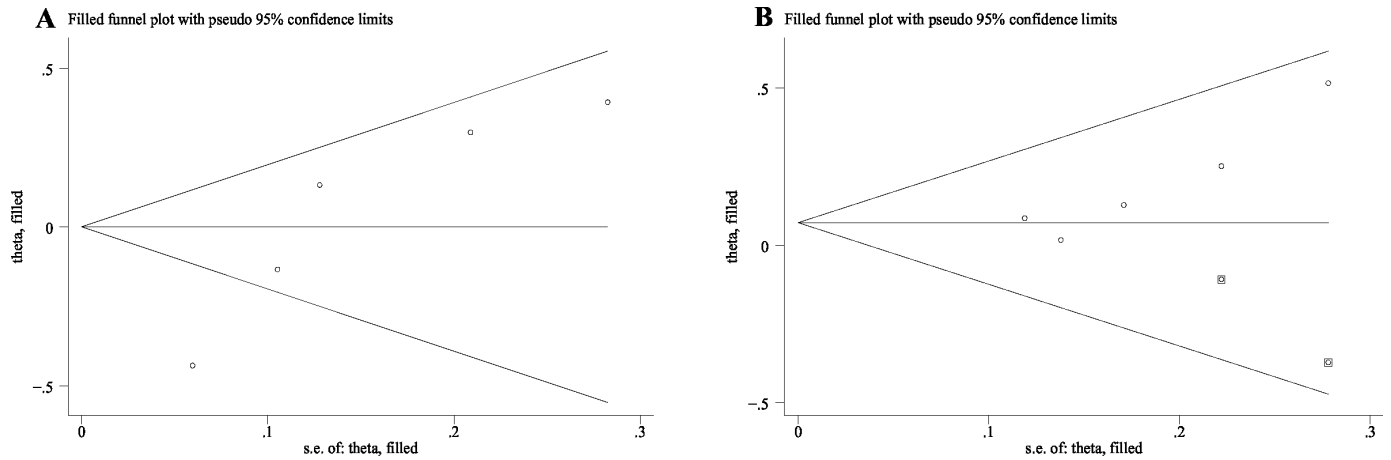 A Filled funnel plot with pseudo 95% confidence limits
.5
0
−.5
theta, filled
0 .1 .2 .3
s.e. of: theta, filled
B Filled funnel plot with pseudo 95% confidence limits
.5
0
−.5
theta, filled
0 .1 .2 .3
s.e. of: theta, filled